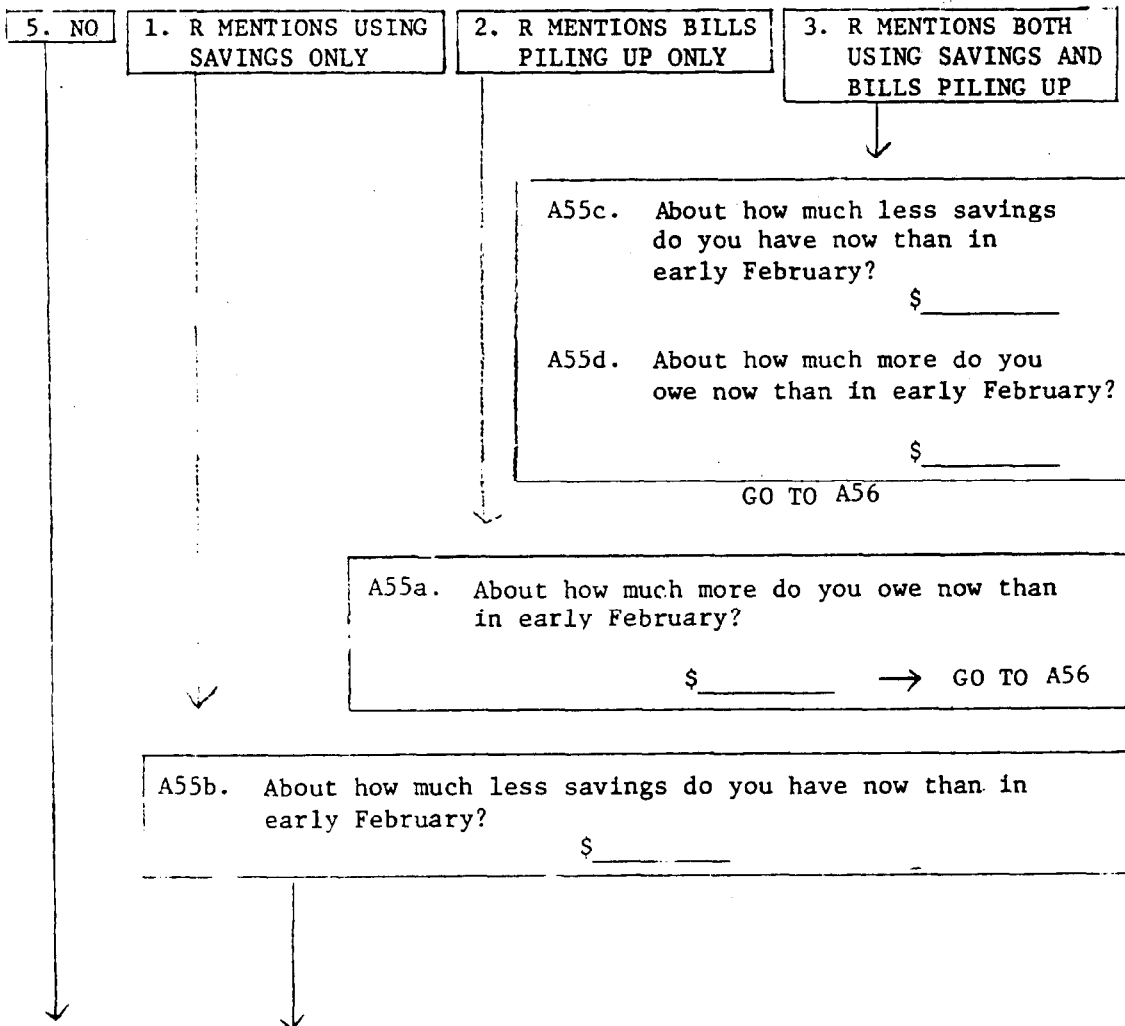 5. NO
1. R MENTIONS USING
SAVINGS ONLY
2. R MENTIONS BILLS
PILING UP ONLY
3. R MENTIONS BOTH
USING SAVINGS AND
BILLS PILING UP
A55c. About how much less savings
do you have now than in
early February?
$________
A55d. About how much more do you
owe now than in early February?
$________
GO TO A56
A55a. About how much more do you owe now than
in early February?
$________ → GO TO A56
A55b. About how much less savings do you have now than in
early February?
$________